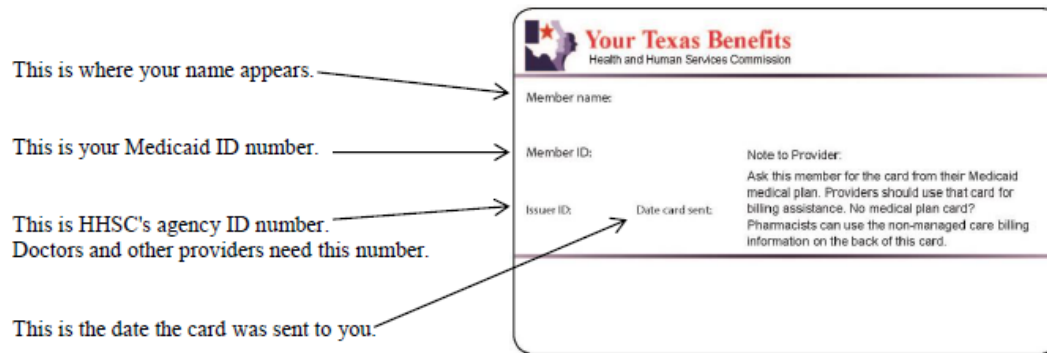 Your Texas Benefits
Health and Human Services Commission
This is where your name appears.
Member name:
This is your Medicaid ID number.
Member ID:
Note to Provider:
Ask this member for the card from their Medicaid
medical plan. Providers should use that card for
billing assistance. No medical plan card?
Pharmacists can use the non-managed care billing
information on the back of this card.
This is HHSC's agency ID number.
Doctors and other providers need this number.
Issuer ID:
Date card sent:
This is the date the card was sent to you.